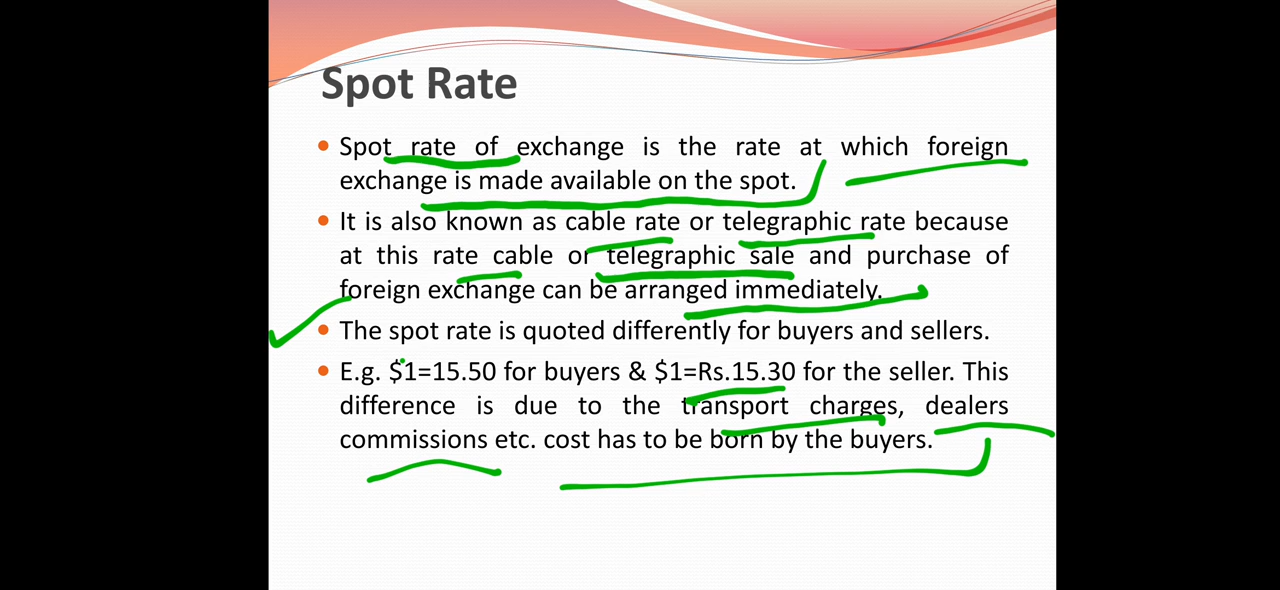 Spot Rate
• Spot rate of exchange is the rate at which foreign
exchange is made available on the spot.
• It is also known as cable rate or telegraphic rate because
at this rate cable or telegraphic sale and purchase of
foreign exchange can be arranged immediately.
• The spot rate is quoted differently for buyers and sellers.
• E.g. $1=15.50 for buyers & $1=Rs.15.30 for the seller. This
difference is due to the transport charges, dealers
commissions etc. cost has to be born by the buyers.